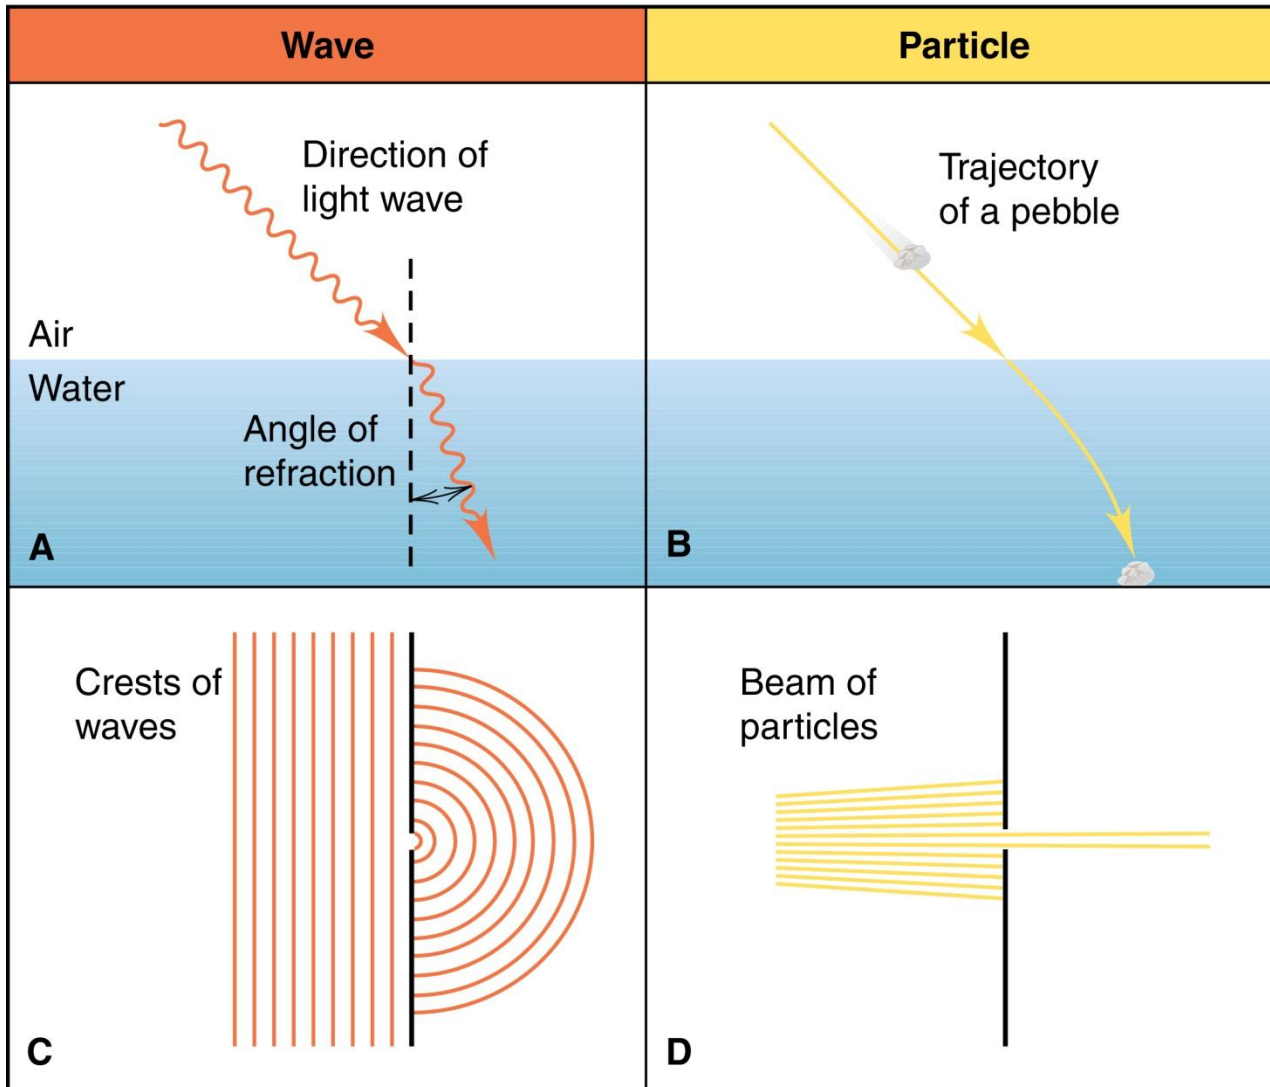 Wave
Particle
Direction of
light wave
Trajectory
of a pebble
Air
Water
Angle of
refraction
A
B
Crests of
waves
Beam of
particles
C
D